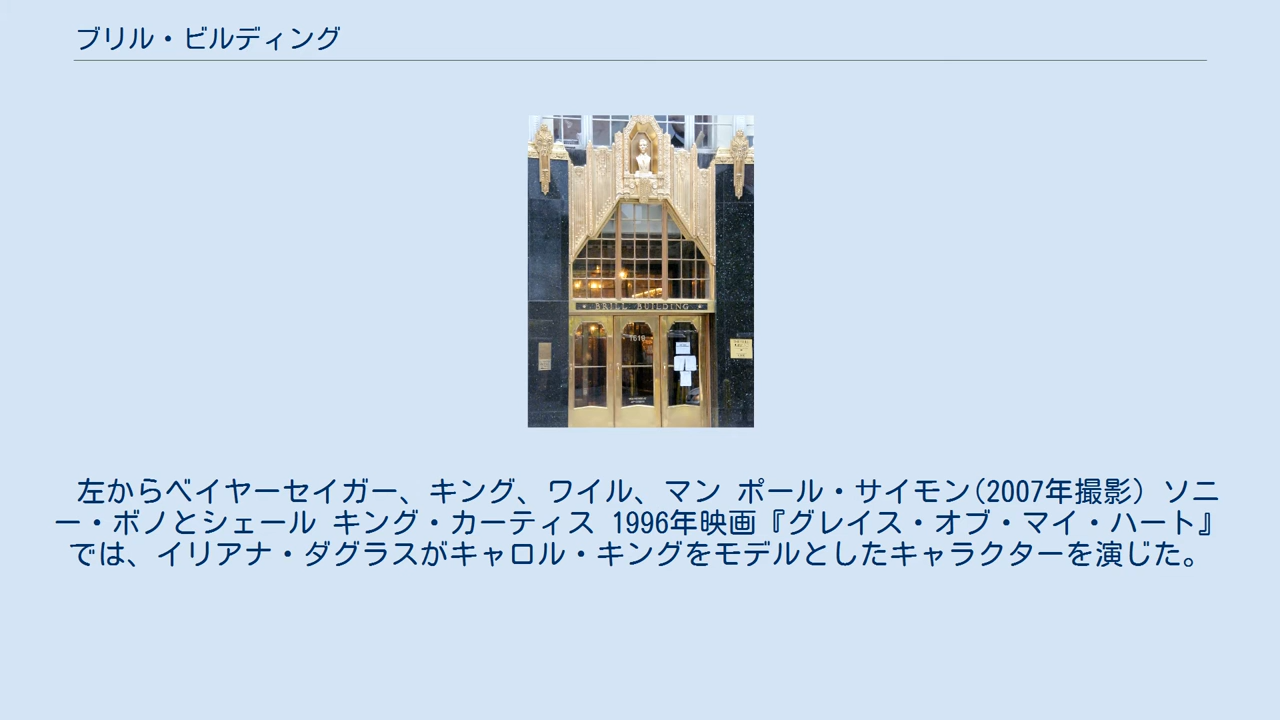 ブリル・ビルディング
BRILL BUILDING
1619
左からベイヤーセイガー、キング、ワイル、マン ポール・サイモン(2007年撮影) ソニ
ー・ボノとシェール キング・カーティス 1996年映画『グレイス・オブ・マイ・ハート』
では、イリアナ・ダグラスがキャロル・キングをモデルとしたキャラクターを演じた。